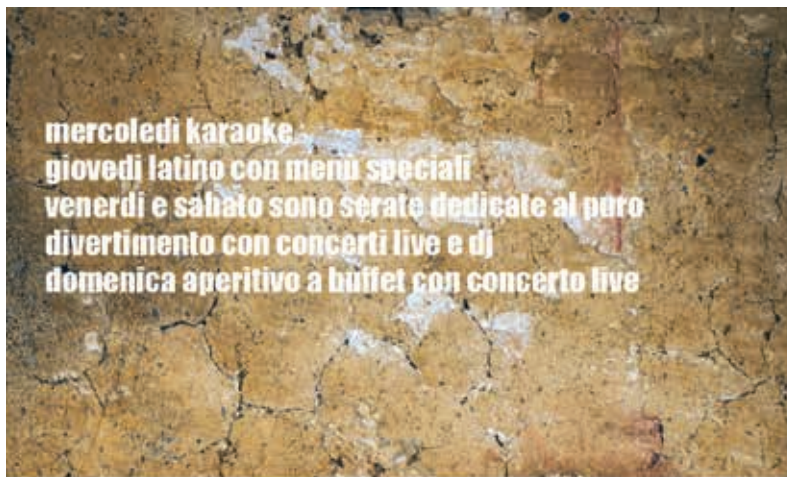 mercoledì karaoke
giovedì latino con menù speciali
venerdì e sabato sono serate dedicate al puro
divertimento con concerti live e dj
domenica aperitivo a buffet con concerto live